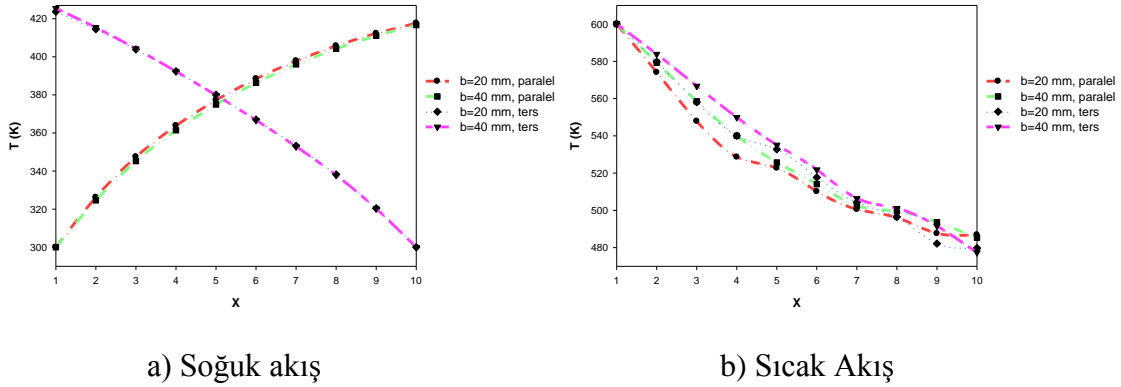 420
400
380
360
340
320
300
T (K)
1 2 3 4 5 6 7 8 9 10
X
b=20 mm, paralel
b=40 mm, paralel
b=20 mm, ters
b=40 mm, ters
a) Soğuk akış
600
580
560
540
520
500
480
T (K)
1 2 3 4 5 6 7 8 9 10
X
b=20 mm, paralel
b=40 mm, paralel
b=20 mm, ters
b=40 mm, ters
b) Sıcak Akış